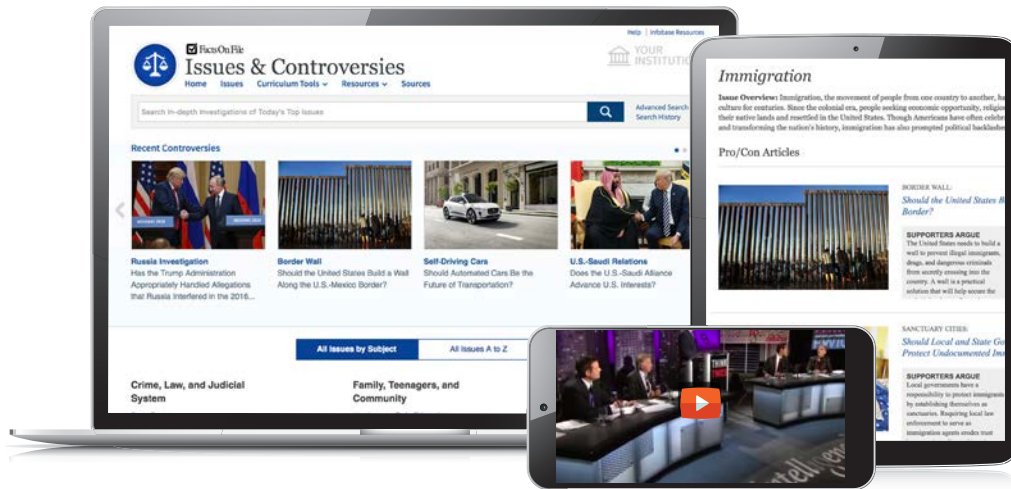 Help | Infobase Resources
Facts On File
Issues & Controversies
YOUR
INSTITUTIO
Home Issues Curriculum Tools Resources Sources
Search in-depth investigations of Today's Top Issues
Advanced Search
Search History
Recent Controversies
Russia Investigation
Has the Trump Administration
Appropriately Handled Allegations
that Russia Interfered in the 2016...
Border Wall
Should the United States Build a Wall
Along the U.S.-Mexico Border?
Self-Driving Cars
Should Automated Cars Be the
Future of Transportation?
U.S.-Saudi Relations
Does the U.S.-Saudi Alliance
Advance U.S. Interests?
All Issues by Subject All Issues A to Z
Crime, Law, and Judicial
System
Family, Teenagers, and
Community
Immigration
Issue Overview: Immigration, the movement of people from one country to another, ha
culture for centuries. Since the colonial era, people seeking economic opportunity, religio
their native lands and resettled in the United States. Though Americans have often celebr
and transforming the nation's history, immigration has also prompted political backlashe
Pro/Con Articles
BORDER WALL:
Should the United States B
Border?
SUPPORTERS ARGUE
The United States needs to build a
wall to prevent illegal immigrants,
drugs, and dangerous criminals
from secretly crossing into the
country. A wall is a practical
solution that will help secure the
SANCTUARY CITIES:
Should Local and State Go
Protect Undocumented Im
SUPPORTERS ARGUE
Local governments have a
responsibility to protect immigrants
by establishing themselves as
sanctuaries. Requiring local law
enforcement to serve as
immigration agents erodes trust
THINK
TWICE